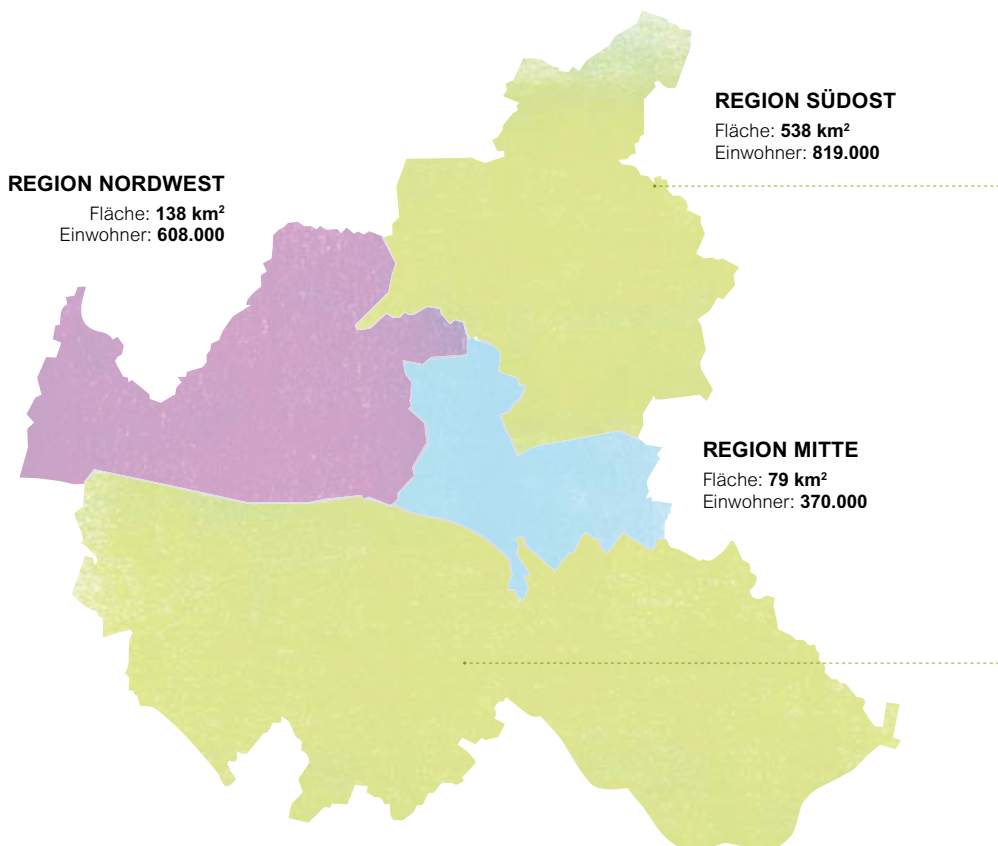 REGION SÜDOST
Fläche: 538 km²
Einwohner: 819.000
REGION NORDWEST
Fläche: 138 km²
Einwohner: 608.000
REGION MITTE
Fläche: 79 km²
Einwohner: 370.000